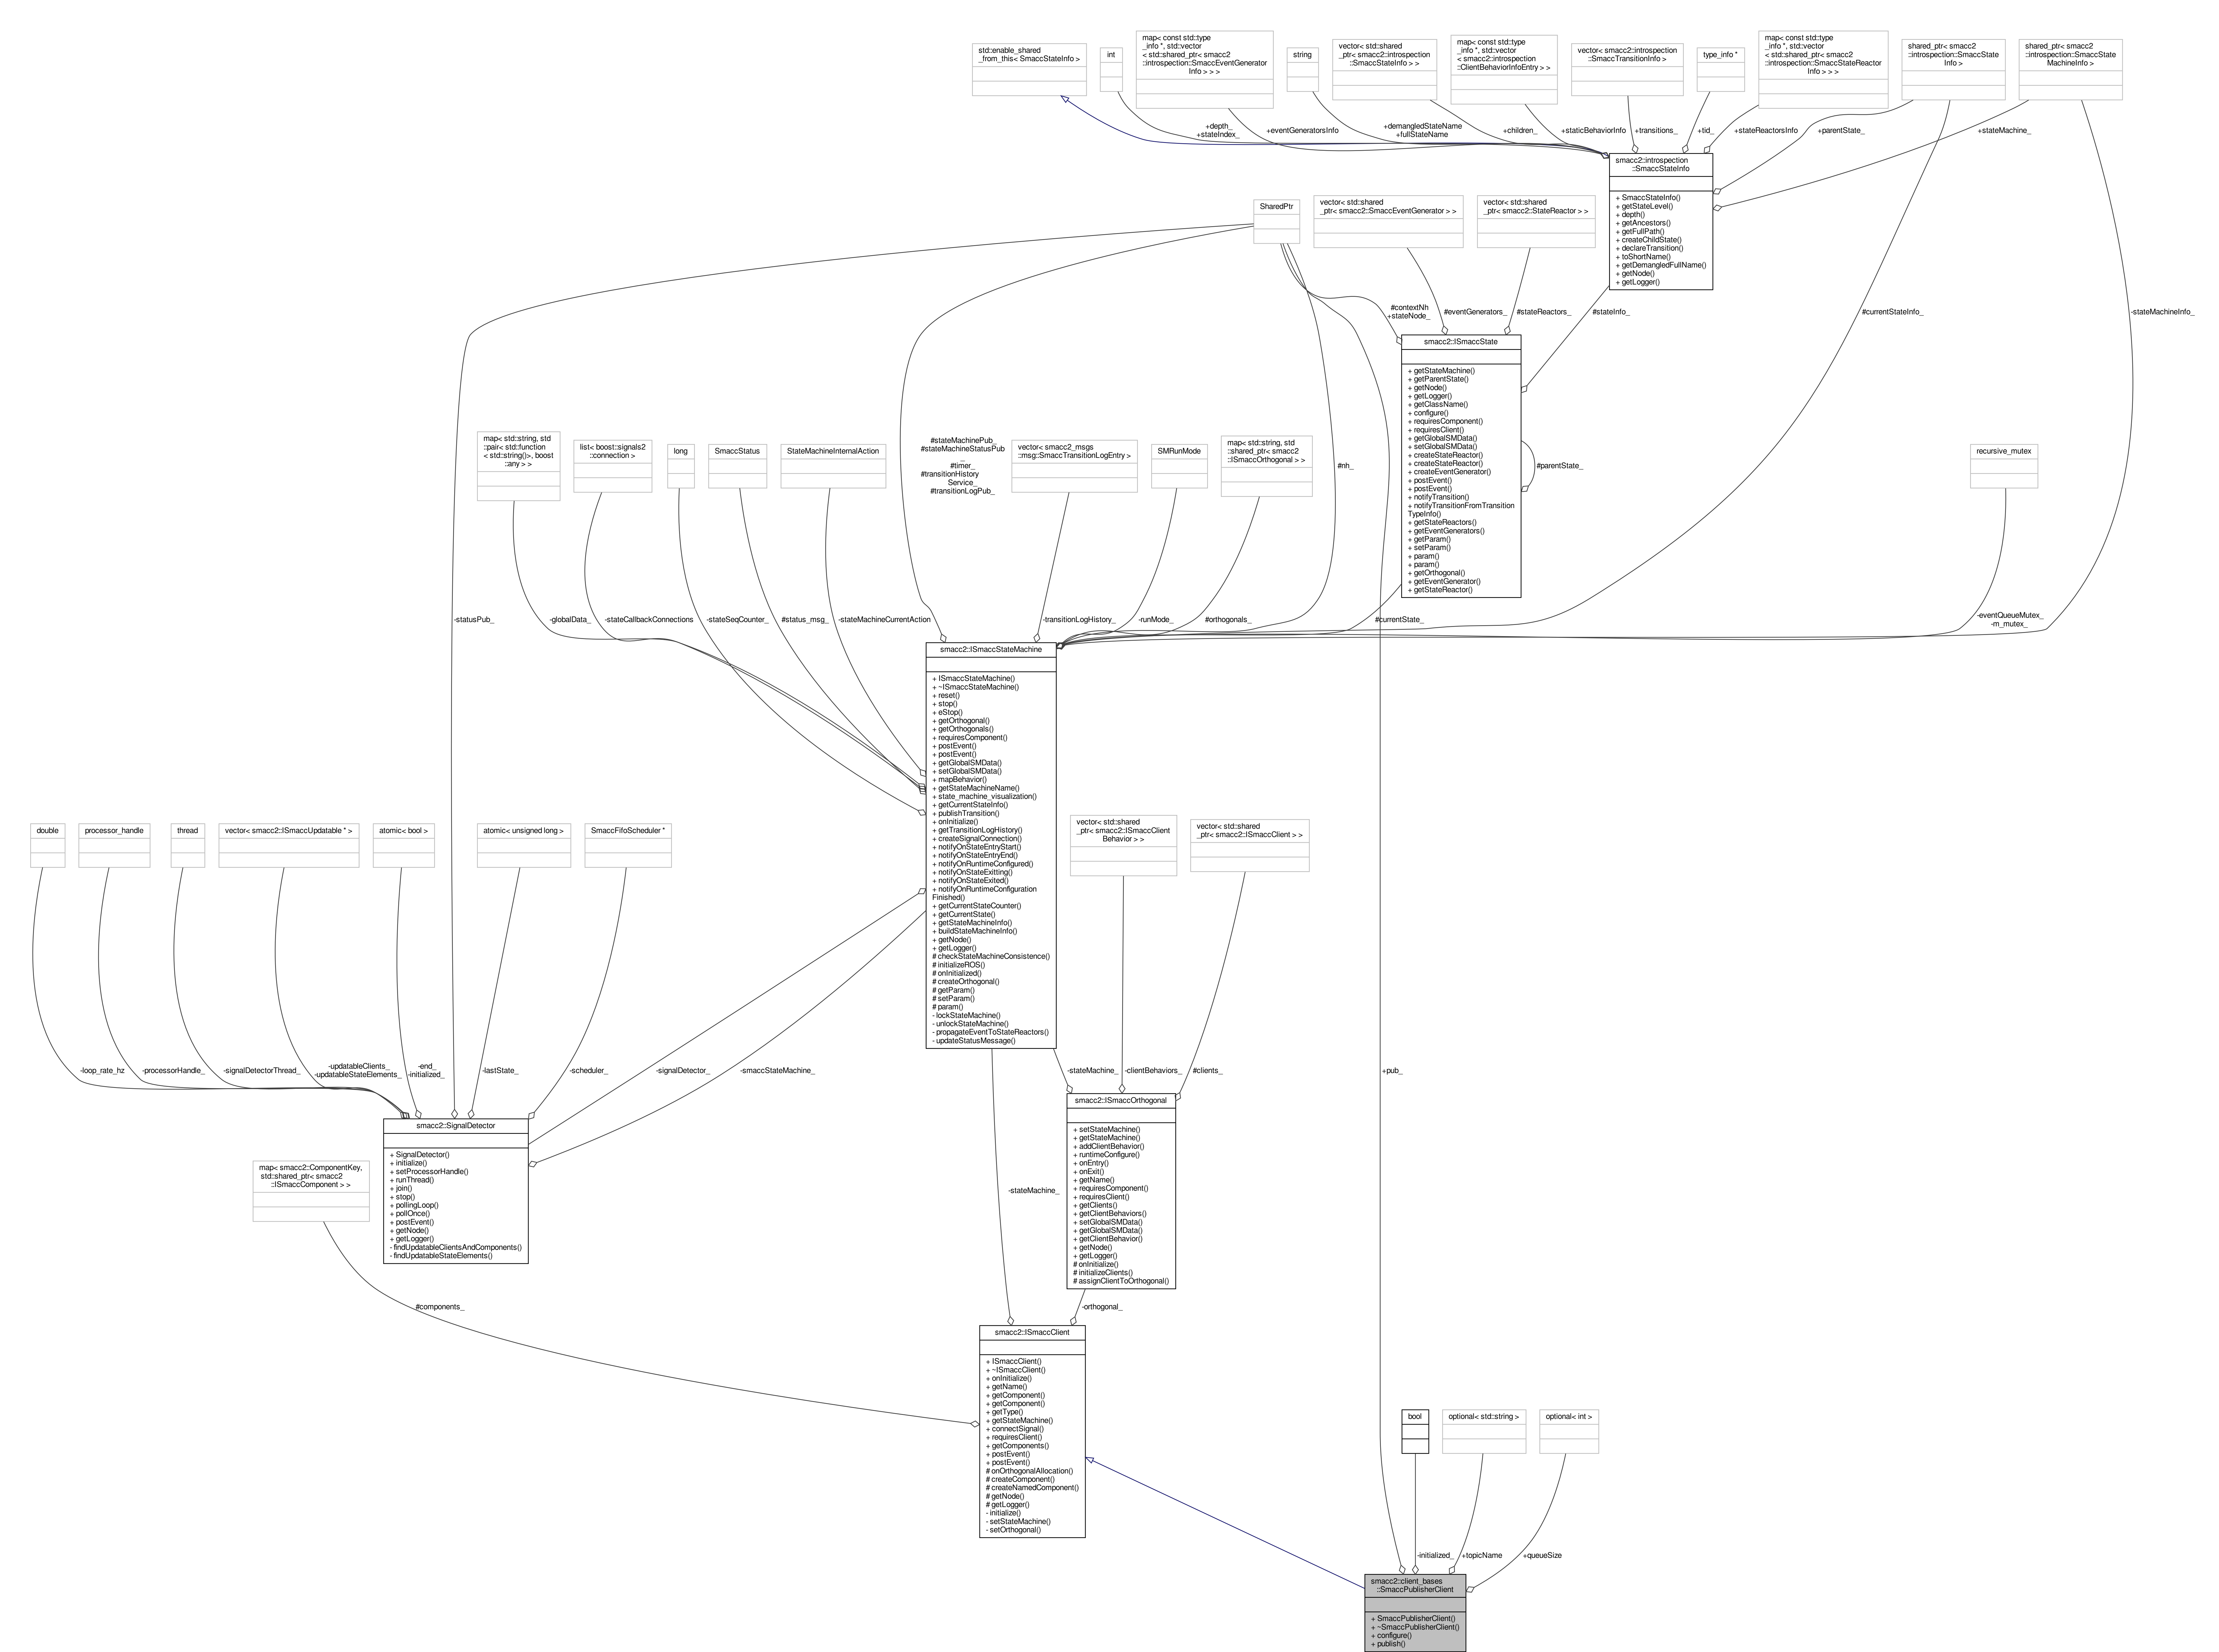 std::enable_shared
_from_this< SmaccStateInfo >
int
map< const std::type
_info *, std::vector
< std::shared_ptr< smacc2
::introspection::SmaccEventGenerator
Info > > >
string
vector< std::shared
_ptr< smacc2::introspection
::SmaccStateInfo > >
map< const std::type
_info *, std::vector
< smacc2::introspection
::ClientBehaviorInfoEntry > >
vector< smacc2::introspection
::SmaccTransitionInfo >
type_info *
map< const std::type
_info *, std::vector
< std::shared_ptr< smacc2
::introspection::SmaccStateReactor
Info > > >
shared_ptr< smacc2
::introspection::SmaccState
Info >
shared_ptr< smacc2
::introspection::SmaccState
MachineInfo >
+depth_
+stateIndex_
+eventGeneratorsInfo
+demangledStateName
+fullStateName
+children_
+staticBehaviorInfo
+transitions_
+tid_
+stateReactorsInfo
+parentState_
+stateMachine_
smacc2::introspection
::SmaccStateInfo
+ SmaccStateInfo()
+ getStateLevel()
+ depth()
+ getAncestors()
+ getFullPath()
+ createChildState()
+ declareTransition()
+ toShortName()
+ getDemangledFullName()
+ getNode()
+ getLogger()
SharedPtr
vector< std::shared
_ptr< smacc2::SmaccEventGenerator > >
vector< std::shared
_ptr< smacc2::StateReactor > >
#contextNh
+stateNode_
#eventGenerators_
#stateReactors_
#stateInfo_
#currentStateInfo_
-stateMachineInfo_
smacc2::ISmaccState
+ getStateMachine()
+ getParentState()
+ getNode()
+ getLogger()
+ getClassName()
+ configure()
+ requiresComponent()
+ requiresClient()
+ getGlobalSMData()
+ setGlobalSMData()
+ createStateReactor()
+ createStateReactor()
+ createEventGenerator()
+ postEvent()
+ postEvent()
+ notifyTransition()
+ notifyTransitionFromTransition
TypeInfo()
+ getStateReactors()
+ getEventGenerators()
+ getParam()
+ setParam()
+ param()
+ param()
+ getOrthogonal()
+ getEventGenerator()
+ getStateReactor()
#parentState_
map< std::string, std
::pair< std::function
< std::string()>, boost
::any > >
list< boost::signals2
::connection >
long
SmaccStatus
StateMachineInternalAction
#stateMachinePub_
#stateMachineStatusPub
_
#timer_
#transitionHistory
Service_
#transitionLogPub_
vector< smacc2_msgs
::msg::SmaccTransitionLogEntry >
SMRunMode
map< std::string, std
::shared_ptr< smacc2
::ISmaccOrthogonal > >
#nh_
recursive_mutex
-statusPub_
-globalData_
-stateCallbackConnections
-stateSeqCounter_
#status_msg_
-stateMachineCurrentAction
-transitionLogHistory_
-runMode_
#orthogonals_
#currentState_
-eventQueueMutex_
-m_mutex_
smacc2::ISmaccStateMachine
+ ISmaccStateMachine()
+ ~ISmaccStateMachine()
+ reset()
+ stop()
+ eStop()
+ getOrthogonal()
+ getOrthogonals()
+ requiresComponent()
+ postEvent()
+ postEvent()
+ getGlobalSMData()
+ setGlobalSMData()
+ mapBehavior()
+ getStateMachineName()
+ state_machine_visualization()
+ getCurrentStateInfo()
+ publishTransition()
+ onInitialize()
+ getTransitionLogHistory()
+ createSignalConnection()
+ notifyOnStateEntryStart()
+ notifyOnStateEntryEnd()
+ notifyOnRuntimeConfigured()
+ notifyOnStateExitting()
+ notifyOnStateExited()
+ notifyOnRuntimeConfiguration
Finished()
+ getCurrentStateCounter()
+ getCurrentState()
+ getStateMachineInfo()
+ buildStateMachineInfo()
+ getNode()
+ getLogger()
# checkStateMachineConsistence()
# initializeROS()
# onInitialized()
# createOrthogonal()
# getParam()
# setParam()
# param()
- lockStateMachine()
- unlockStateMachine()
- propagateEventToStateReactors()
- updateStatusMessage()
double
processor_handle
thread
vector< smacc2::ISmaccUpdatable * >
atomic< bool >
atomic< unsigned long >
SmaccFifoScheduler *
vector< std::shared
_ptr< smacc2::ISmaccClient
Behavior > >
vector< std::shared
_ptr< smacc2::ISmaccClient > >
-loop_rate_hz
-processorHandle_
-signalDetectorThread_
-updatableClients_
-updatableStateElements_
-end_
-initialized_
-lastState_
-scheduler_
-signalDetector_
-smaccStateMachine_
-stateMachine_
-clientBehaviors_
#clients_
+pub_
smacc2::SignalDetector
+ SignalDetector()
+ initialize()
+ setProcessorHandle()
+ runThread()
+ join()
+ stop()
+ pollingLoop()
+ pollOnce()
+ postEvent()
+ getNode()
+ getLogger()
- findUpdatableClientsAndComponents()
- findUpdatableStateElements()
smacc2::ISmaccOrthogonal
+ setStateMachine()
+ getStateMachine()
+ addClientBehavior()
+ runtimeConfigure()
+ onEntry()
+ onExit()
+ getName()
+ requiresComponent()
+ requiresClient()
+ getClients()
+ getClientBehaviors()
+ setGlobalSMData()
+ getGlobalSMData()
+ getClientBehavior()
+ getNode()
+ getLogger()
# onInitialize()
# initializeClients()
# assignClientToOrthogonal()
map< smacc2::ComponentKey,
std::shared_ptr< smacc2
::ISmaccComponent > >
-stateMachine_
#components_
-orthogonal_
smacc2::ISmaccClient
+ ISmaccClient()
+ ~ISmaccClient()
+ onInitialize()
+ getName()
+ getComponent()
+ getComponent()
+ getType()
+ getStateMachine()
+ connectSignal()
+ requiresClient()
+ getComponents()
+ postEvent()
+ postEvent()
# onOrthogonalAllocation()
# createComponent()
# createNamedComponent()
# getNode()
# getLogger()
- initialize()
- setStateMachine()
- setOrthogonal()
bool
optional< std::string >
optional< int >
-initialized_
+topicName
+queueSize
smacc2::client_bases
::SmaccPublisherClient
+ SmaccPublisherClient()
+ ~SmaccPublisherClient()
+ configure()
+ publish()